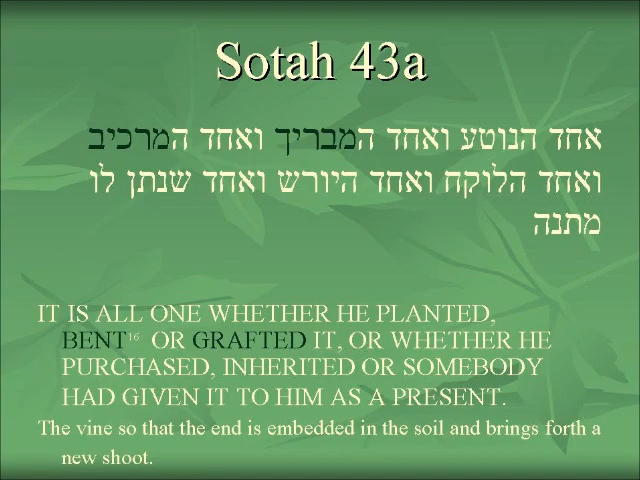 Sotah 43a
אחד הנוטע ואחד המבריך ואחד המרכיב
ואחד הלוקח ואחד היורש ואחד שנתן לו
מתנה
IT IS ALL ONE WHETHER HE PLANTED,
BENT16 OR GRAFTED IT, OR WHETHER HE
PURCHASED, INHERITED OR SOMEBODY
HAD GIVEN IT TO HIM AS A PRESENT.
The vine so that the end is embedded in the soil and brings forth a
new shoot.